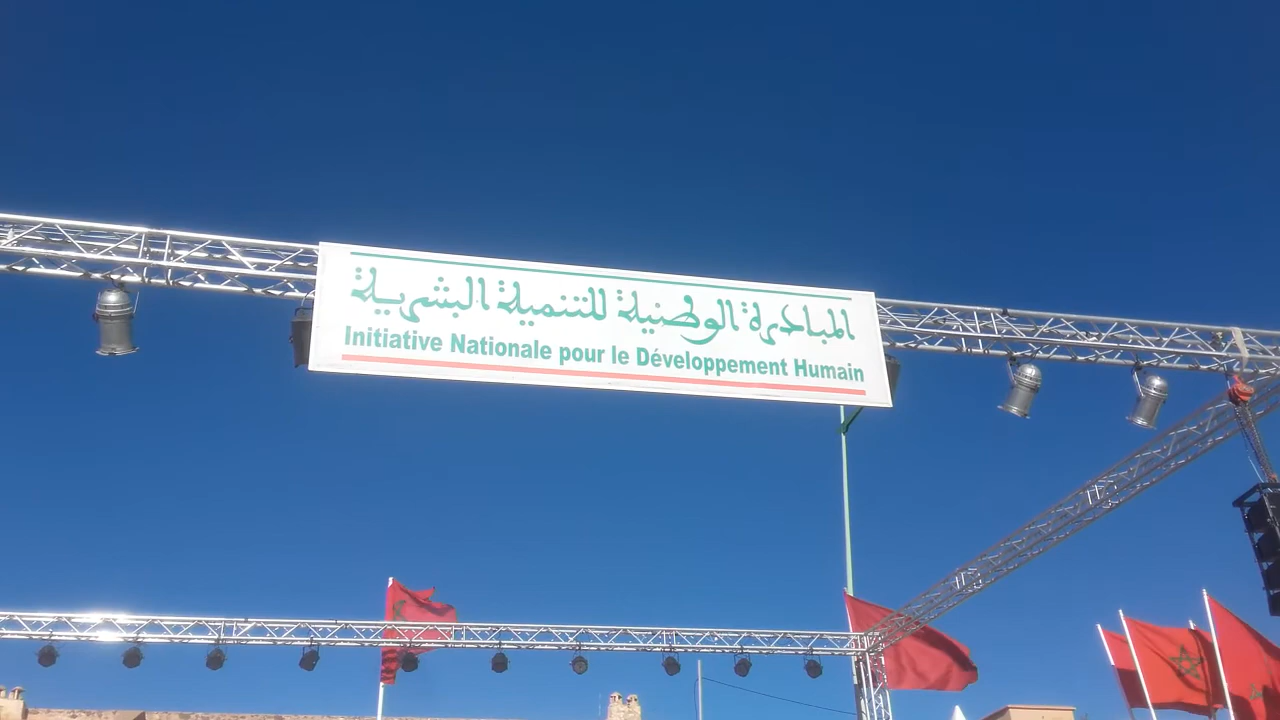 المبادرة الوطنية للتنمية البشرية
Initiative Nationale pour le Développement Humain